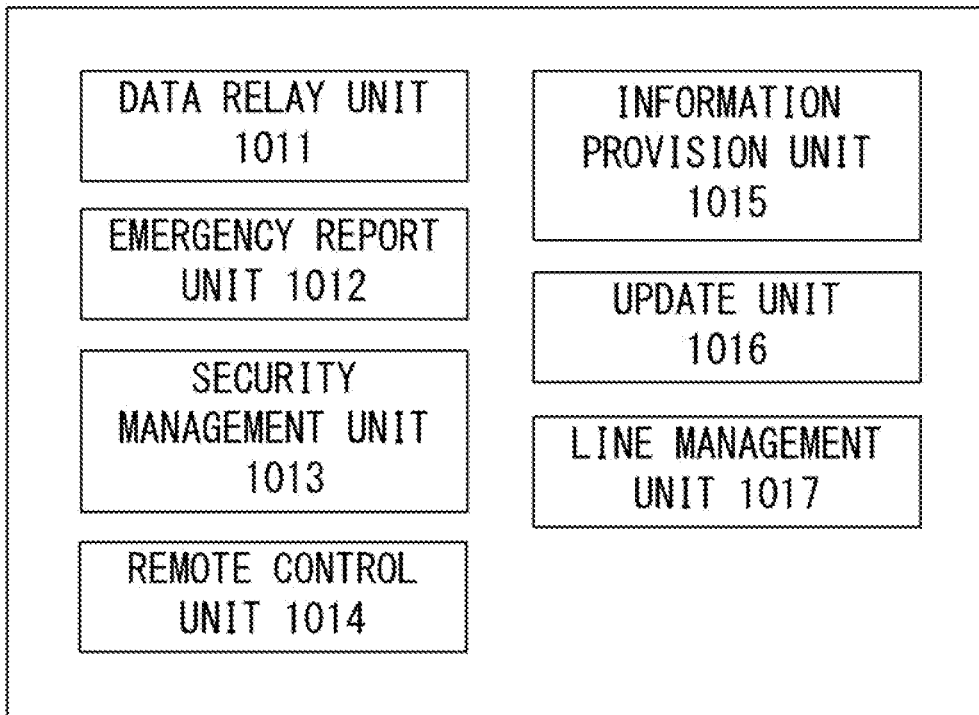 DATA RELAY UNIT
1011
EMERGENCY REPORT
UNIT 1012
SECURITY
MANAGEMENT UNIT
1013
REMOTE CONTROL
UNIT 1014
INFORMATION
PROVISION UNIT
1015
UPDATE UNIT
1016
LINE MANAGEMENT
UNIT 1017